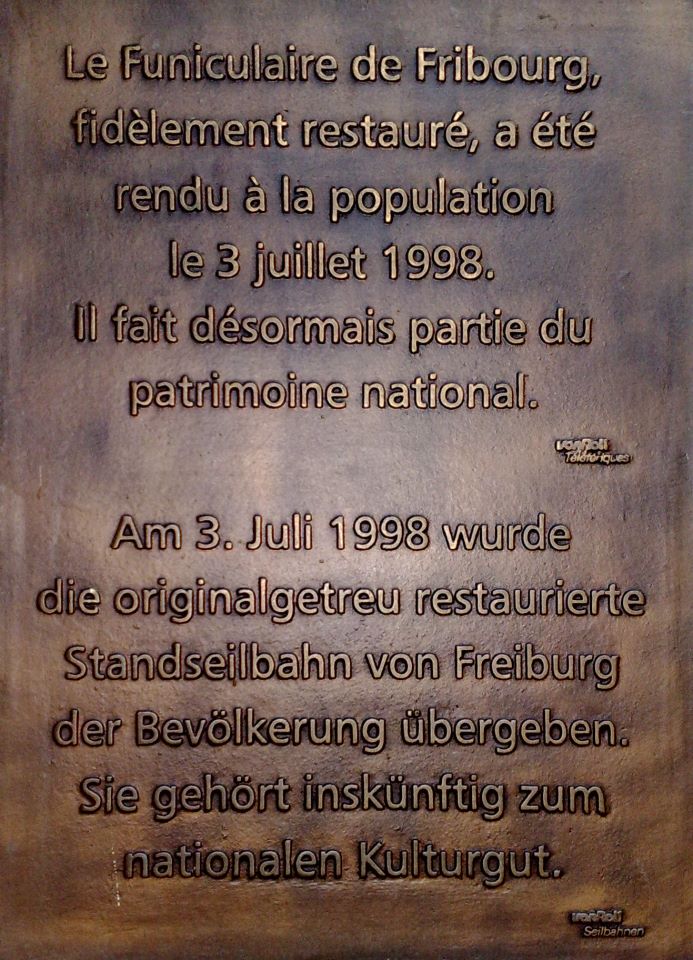 Le Funiculaire de Fribourg,
fidèlement restauré, a été
rendu à la population
le 3 juillet 1998.
Il fait désormais partie du
patrimoine national.
vonRoll
Téléfériques
Am 3. Juli 1998 wurde
die originalgetreu restaurierte
Standseilbahn von Freiburg
der Bevölkerung übergeben.
Sie gehört inskünftig zum
nationalen Kulturgut.
vonRoll
Seilbahnen